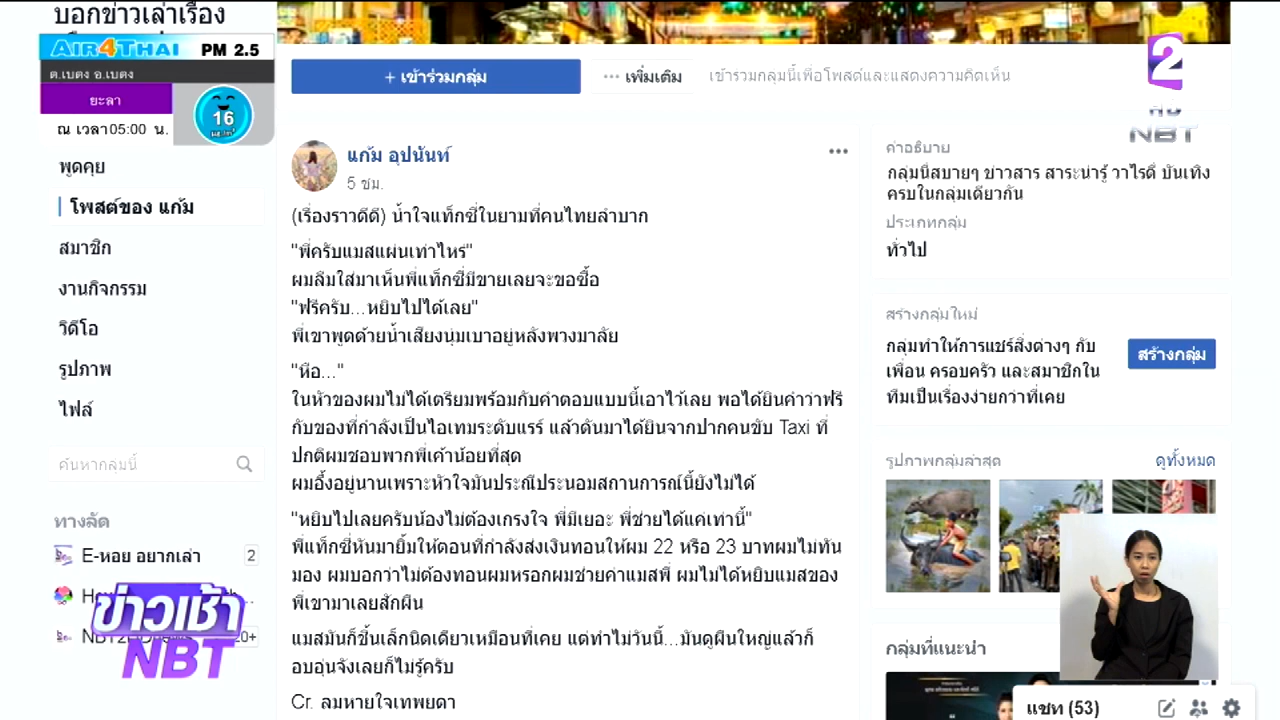 บอกข่าวเล่าเรื่อง
AIR4THAI PM 2.5
ต.เบตง อ.เบตง
ยะลา
16
ณ เวลา05:00 น.
พูดคุย
โพสต์ของ แก้ม
สมาชิก
งานกิจกรรม
วิดีโอ
รูปภาพ
ไฟล์
ค้นหากลุ่มนี้
ทางลัด
E-หอย อยากเล่า 2
20+
ข่าวเช้า
NBT
+ เข้าร่วมกลุ่ม
··· เพิ่มเติม
เข้าร่วมกลุ่มนี้เพื่อโพสต์และแสดงความคิดเห็น
แก้ม อุปนันท์
5 ชม.
(เรื่องราาดีดี) น้ำใจแท็กซี่ในยามที่คนไทยลำบาก
"พี่ครับแมสแผ่นเท่าไหร่"
ผมลืมใส่มาเห็นพี่แท็กซี่มีขายเลยจะขอซื้อ
"ฟรีครับ...หยิบไปได้เลย"
พี่เขาพูดด้วยน้ำเสียงนุ่มเบาอยู่หลังพวงมาลัย
"หือ..."
ในหัวของผมไม่ได้เตรียมพร้อมกับคำตอบแบบนี้เอาไว้เลย พอได้ยินคำว่าฟรี
กับของที่กำลังเป็นไอเทมระดับแรร์ แล้วดันมาได้ยินจากปากคนขับ Taxi ที่
ปกติผมชอบพวกพี่เค้าน้อยที่สุด
ผมอึ้งอยู่นานเพราะหัวใจมันประณีประนอมสถานการณ์นี้ยังไม่ได้
"หยิบไปเลยครับน้องไม่ต้องเกรงใจ พี่มีเยอะ พี่ช่วยได้แค่เท่านี้"
พี่แท็กซี่หันมายิ้มให้ตอนที่กำลังส่งเงินทอนให้ผม 22 หรือ 23 บาทผมไม่ทัน
มอง ผมบอกว่าไม่ต้องทอนผมหรอกผมช่วยค่าแมสพี่ ผมไม่ได้หยิบแมสของ
พี่เขามาเลยสักผืน
แมสมันก็ชิ้นเล็กนิดเดียวเหมือนที่เคย แต่ทำไมวันนี้...มันดูผืนใหญ่แล้วก็
อบอุ่นจังเลยก็ไม่รู้ครับ
Cr. ลมหายใจเทพยดา
2
NBT
คำอธิบาย
กลุ่มนี้สบายๆ ข่าวสาร สาระน่ารู้ วาไรตี้ บันเทิง
ครบในกลุ่มเดียวกัน
ประเภทกลุ่ม
ทั่วไป
สร้างกลุ่มใหม่
กลุ่มทำให้การแชร์สิ่งต่างๆ กับ
เพื่อน ครอบครัว และสมาชิกใน
ทีมเป็นเรื่องง่ายกว่าที่เคย
สร้างกลุ่ม
รูปภาพกลุ่มล่าสุด
ดูทั้งหมด
กลุ่มที่แนะนำ
แชท (53)